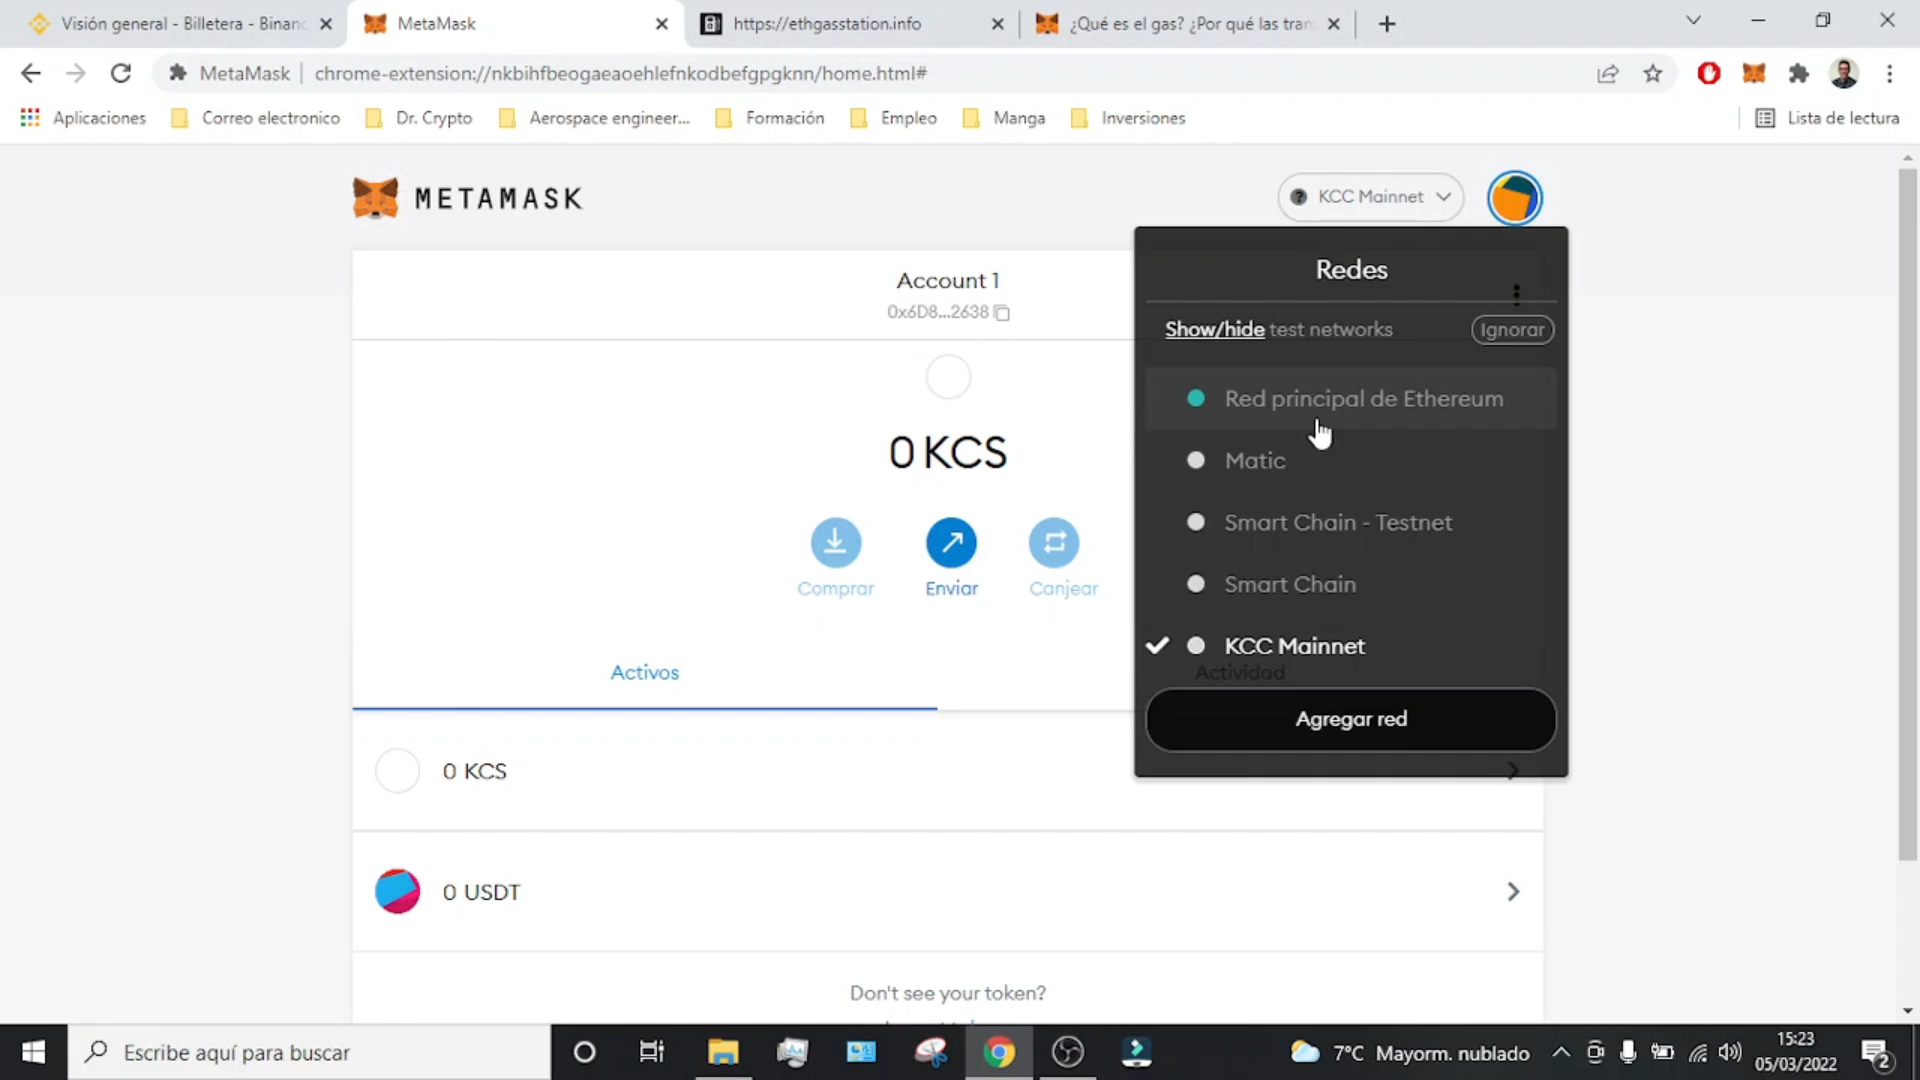 Visión general - Billetera - Binanc
MetaMask
https://ethgasstation.info
¿Qué es el gas? ¿Por qué las tran
MetaMask
chrome-extension://nkbihfbeogaeaoehlefnkodbefgpgknn/home.html#
Aplicaciones
Correo electronico
Dr. Crypto
Aerospace engineer...
Formación
Empleo
Manga
Inversiones
Lista de lectura
METAMASK
KCC Mainnet
Account 1
0x6D8...2638
0 KCS
Comprar
Enviar
Canjear
Activos
Actividad
0 KCS
0 USDT
Don't see your token?
Redes
Show/hide test networks
Ignorar
Red principal de Ethereum
Matic
Smart Chain - Testnet
Smart Chain
KCC Mainnet
Agregar red
Escribe aquí para buscar
7°C Mayorm. nublado
15:23
05/03/2022
2